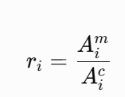 r_i = \frac{A_i^m}{A_i^c}